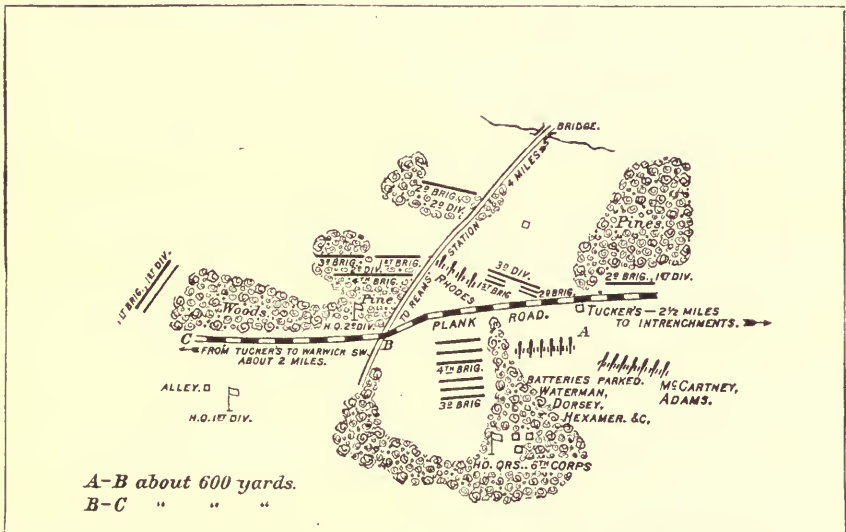 BRIDGE.
4 MILES
2D BRIG.
2D DIV.
TO REAMS STATION
Pines
3D BRIG. 1ST BRIG.
2D DIV.
4TH BRIG.
Pine
H.Q. 2D DIV.
1ST BRIG. 1ST DIV.
Woods
RHODES
3D DIV.
1ST BRIG
2D BRIG.
2D BRIG. 1ST DIV.
PLANK ROAD.
TUCKER'S — 2½ MILES
TO INTRENCHMENTS.
A
B
C
FROM TUCKER'S TO WARWICK SW.
ABOUT 2 MILES.
ALLEY.
H.Q. 1ST DIV.
4TH BRIG.
3D BRIG
BATTERIES PARKED.
WATERMAN,
DORSEY,
HEXAMER. &C,
McCARTNEY,
ADAMS.
HD. QRS.. 6TH CORPS
A-B about 600 yards.
B-C " " "